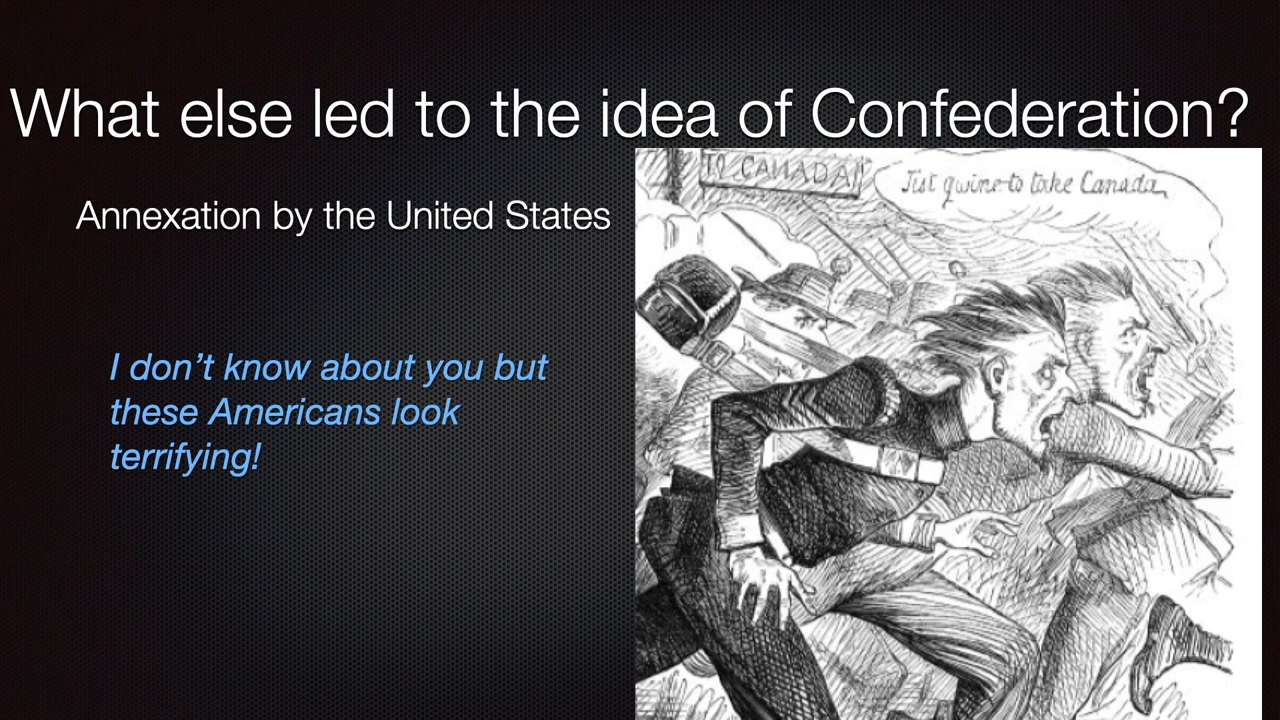 What else led to the idea of Confederation?
Annexation by the United States
I don’t know about you but
these Americans look
terrifying!
TO CANADA!
Jist gwine to take Canada